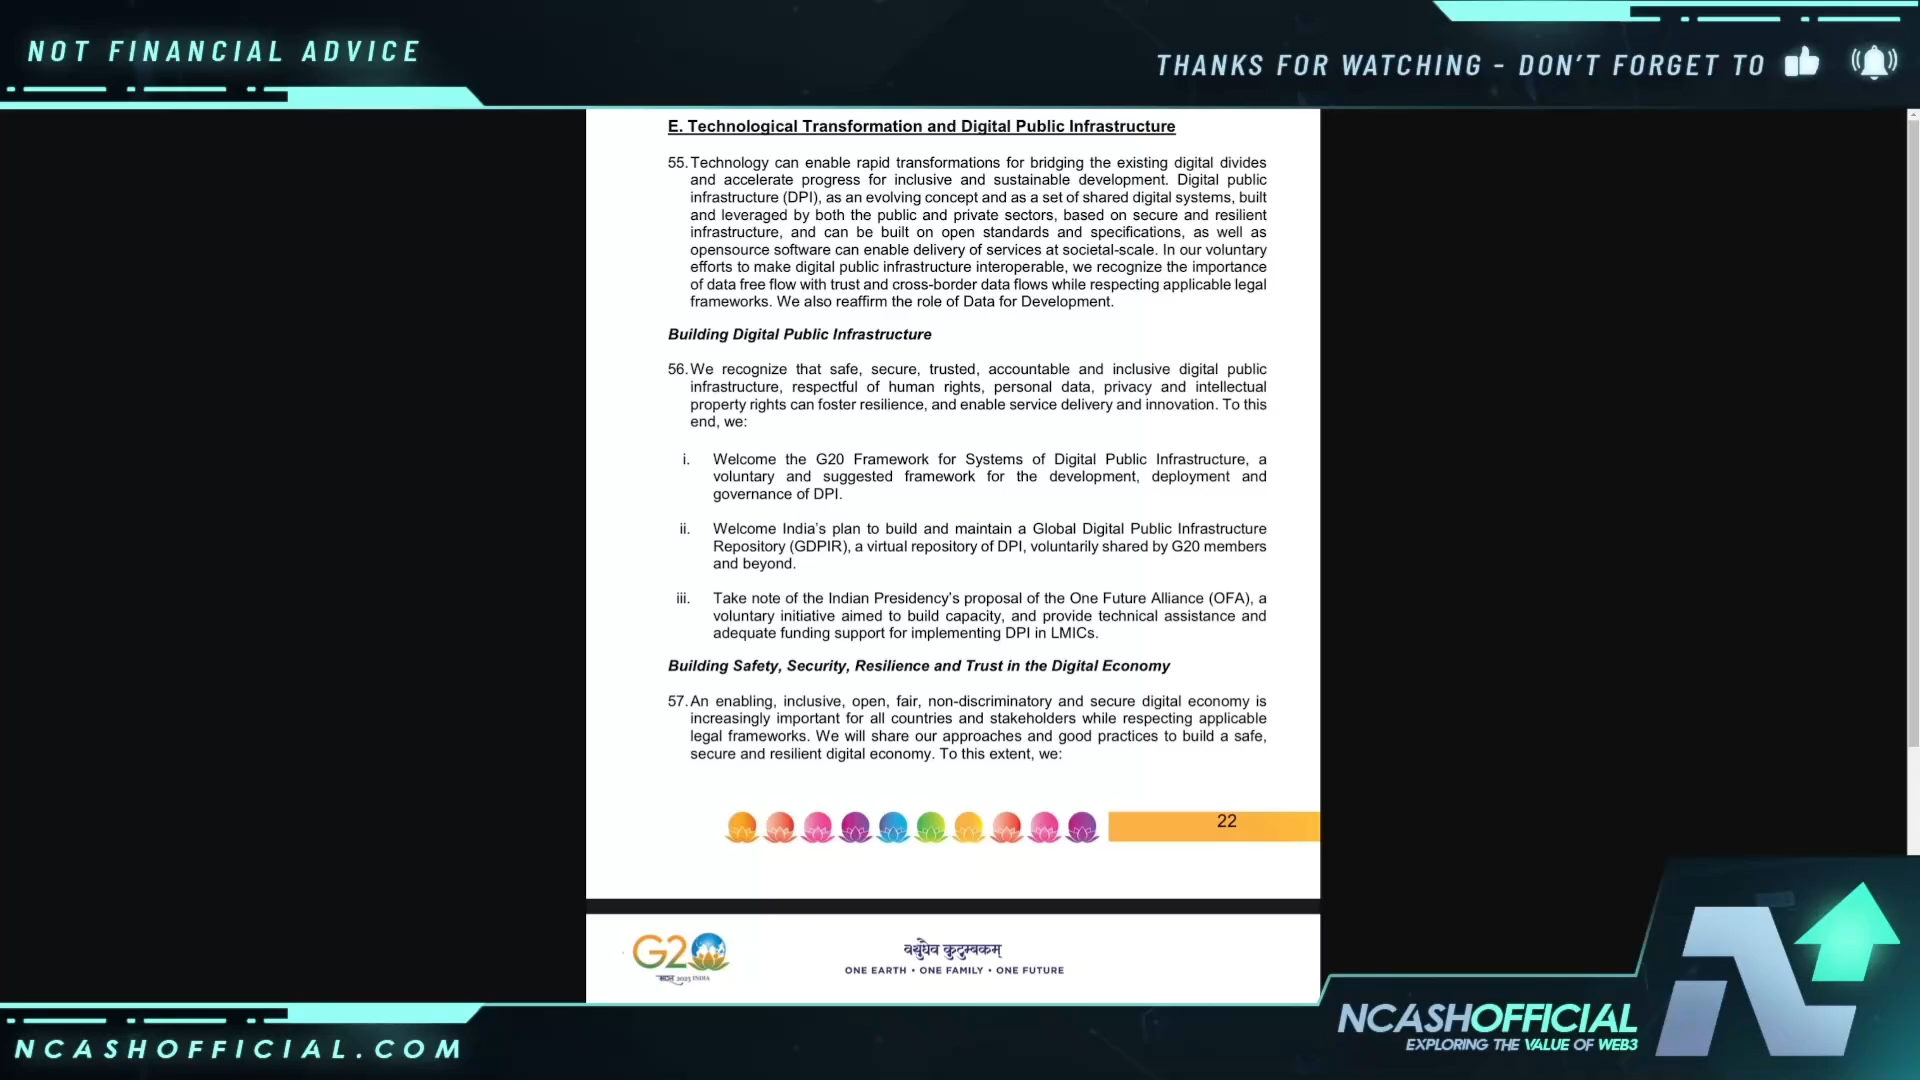 NOT FINANCIAL ADVICE
THANKS FOR WATCHING - DON'T FORGET TO
E. Technological Transformation and Digital Public Infrastructure
55. Technology can enable rapid transformations for bridging the existing digital divides
and accelerate progress for inclusive and sustainable development. Digital public
infrastructure (DPI), as an evolving concept and as a set of shared digital systems, built
and leveraged by both the public and private sectors, based on secure and resilient
infrastructure, and can be built on open standards and specifications, as well as
opensource software can enable delivery of services at societal-scale. In our voluntary
efforts to make digital public infrastructure interoperable, we recognize the importance
of data free flow with trust and cross-border data flows while respecting applicable legal
frameworks. We also reaffirm the role of Data for Development.
Building Digital Public Infrastructure
56. We recognize that safe, secure, trusted, accountable and inclusive digital public
infrastructure, respectful of human rights, personal data, privacy and intellectual
property rights can foster resilience, and enable service delivery and innovation. To this
end, we:
i. Welcome the G20 Framework for Systems of Digital Public Infrastructure, a
voluntary and suggested framework for the development, deployment and
governance of DPI.
ii. Welcome India's plan to build and maintain a Global Digital Public Infrastructure
Repository (GDPIR), a virtual repository of DPI, voluntarily shared by G20 members
and beyond.
iii. Take note of the Indian Presidency's proposal of the One Future Alliance (OFA), a
voluntary initiative aimed to build capacity, and provide technical assistance and
adequate funding support for implementing DPI in LMICs.
Building Safety, Security, Resilience and Trust in the Digital Economy
57. An enabling, inclusive, open, fair, non-discriminatory and secure digital economy is
increasingly important for all countries and stakeholders while respecting applicable
legal frameworks. We will share our approaches and good practices to build a safe,
secure and resilient digital economy. To this extent, we:
22
G20
भारत 2023 INDIA
वसुधैव कुटुम्बकम्
ONE EARTH • ONE FAMILY • ONE FUTURE
NCASHOFFICIAL.COM
NCASHOFFICIAL
EXPLORING THE VALUE OF WEB3